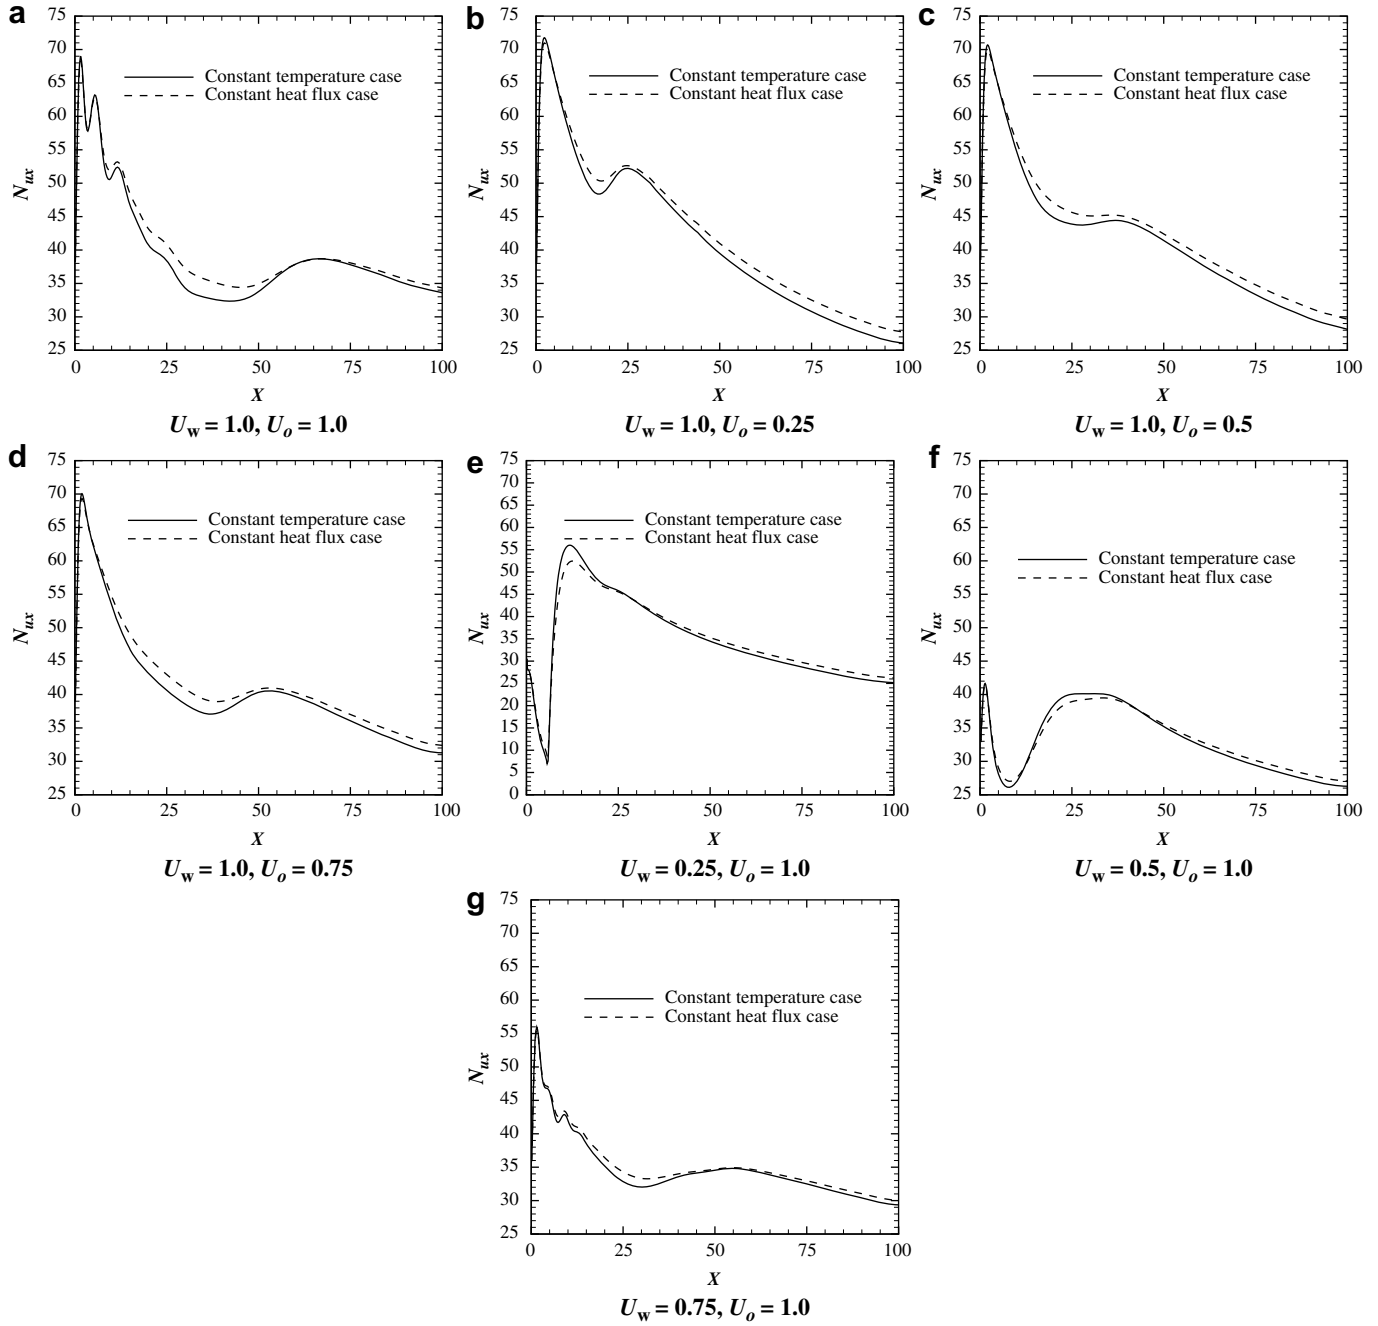 a
75
70
65
60
55
50
45
40
35
30
25
Nux
Constant temperature case
Constant heat flux case
0 25 50 75 100
X
Uw = 1.0, Uo = 1.0
b
75
70
65
60
55
50
45
40
35
30
25
Nux
Constant temperature case
Constant heat flux case
0 25 50 75 100
X
Uw = 1.0, Uo = 0.25
c
75
70
65
60
55
50
45
40
35
30
25
Nux
Constant temperature case
Constant heat flux case
0 25 50 75 100
X
Uw = 1.0, Uo = 0.5
d
75
70
65
60
55
50
45
40
35
30
25
Nux
Constant temperature case
Constant heat flux case
0 25 50 75 100
X
Uw = 1.0, Uo = 0.75
e
75
70
65
60
55
50
45
40
35
30
25
20
15
10
5
0
Nux
Constant temperature case
Constant heat flux case
0 25 50 75 100
X
Uw = 0.25, Uo = 1.0
f
75
70
65
60
55
50
45
40
35
30
25
Nux
Constant temperature case
Constant heat flux case
0 25 50 75 100
X
Uw = 0.5, Uo = 1.0
g
75
70
65
60
55
50
45
40
35
30
25
Nux
Constant temperature case
Constant heat flux case
0 25 50 75 100
X
Uw = 0.75, Uo = 1.0